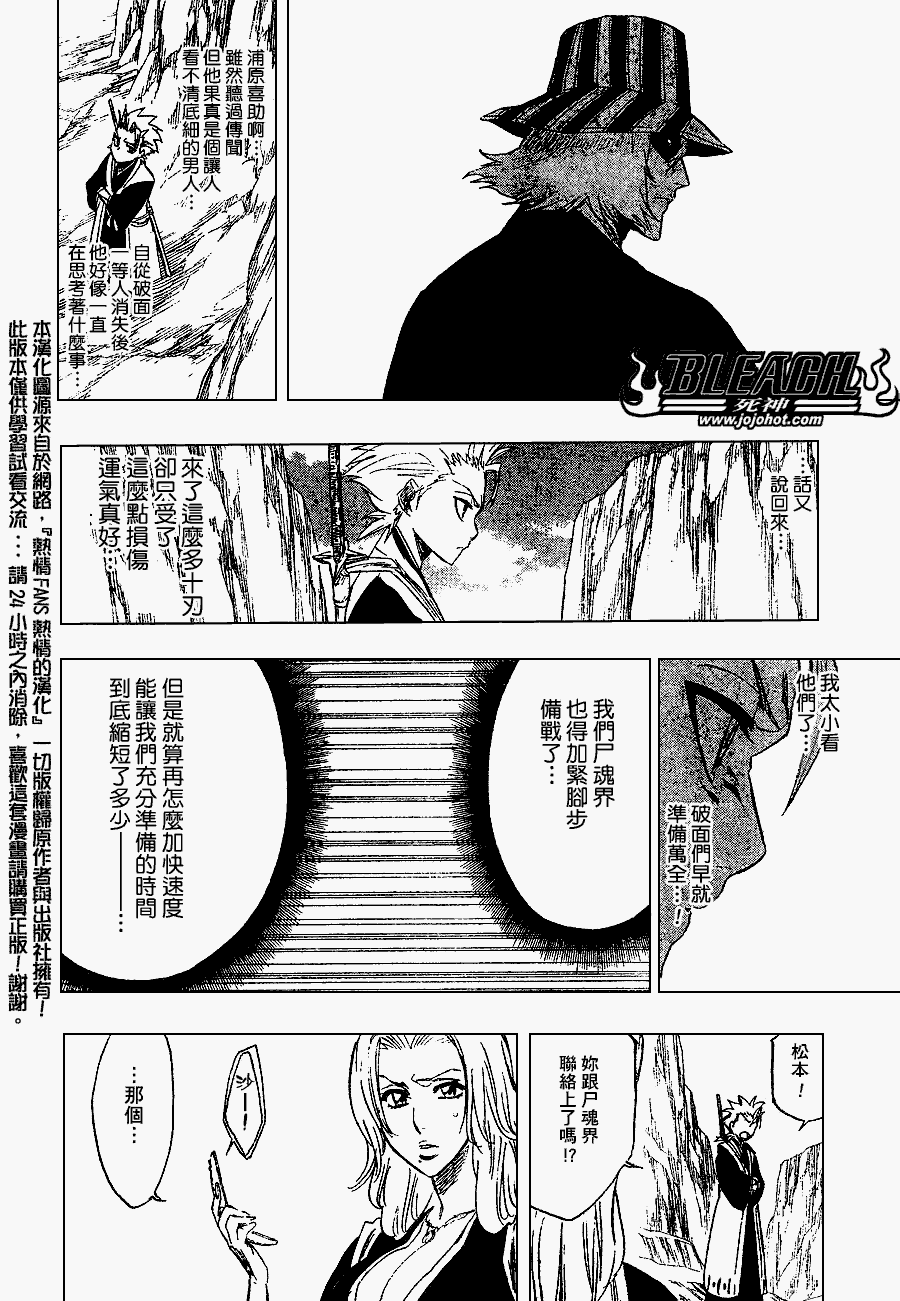 浦原喜助啊…
雖然聽過傳聞
但他果真是個讓人
看不清底細的男人…
自從破面
一等人消失後
他好像一直
在思考著什麼事…
BLEACH
死神
www.jojohot.com
…話又
說回來…
來了這麼多十刃
卻只受了
這麼點損傷
運氣真好…
我太小看
他們了…
破面們早就
準備萬全…!
我們尸魂界
也得加緊腳步
備戰了…
但是就算再怎麼加快速度
能讓我們充分準備的時間
到底縮短了多少———…
松本!
妳跟尸魂界
聯絡上了嗎!?
沙——
…那個…
本漢化圖源來自於網路,『熱情FANS熱情的漢化』一切版權歸原作者與出版社擁有!
此版本僅供學習試看交流...請24小時之內消除,喜歡這套漫畫請購買正版!謝謝。